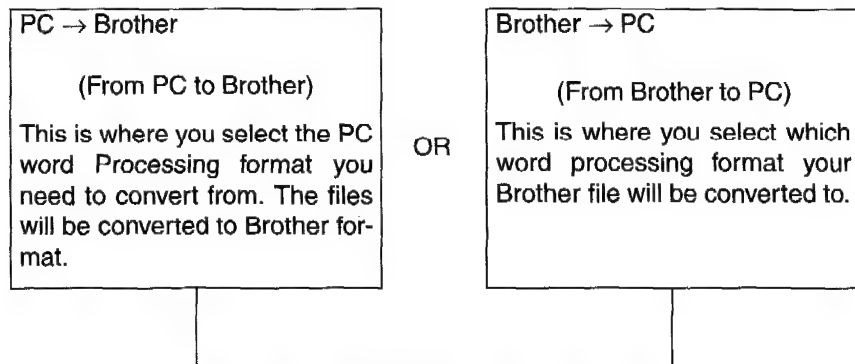 PC → Brother
(From PC to Brother)
This is where you select the PC
word Processing format you
need to convert from. The files
will be converted to Brother for-
mat.
OR
Brother → PC
(From Brother to PC)
This is where you select which
word processing format your
Brother file will be converted to.